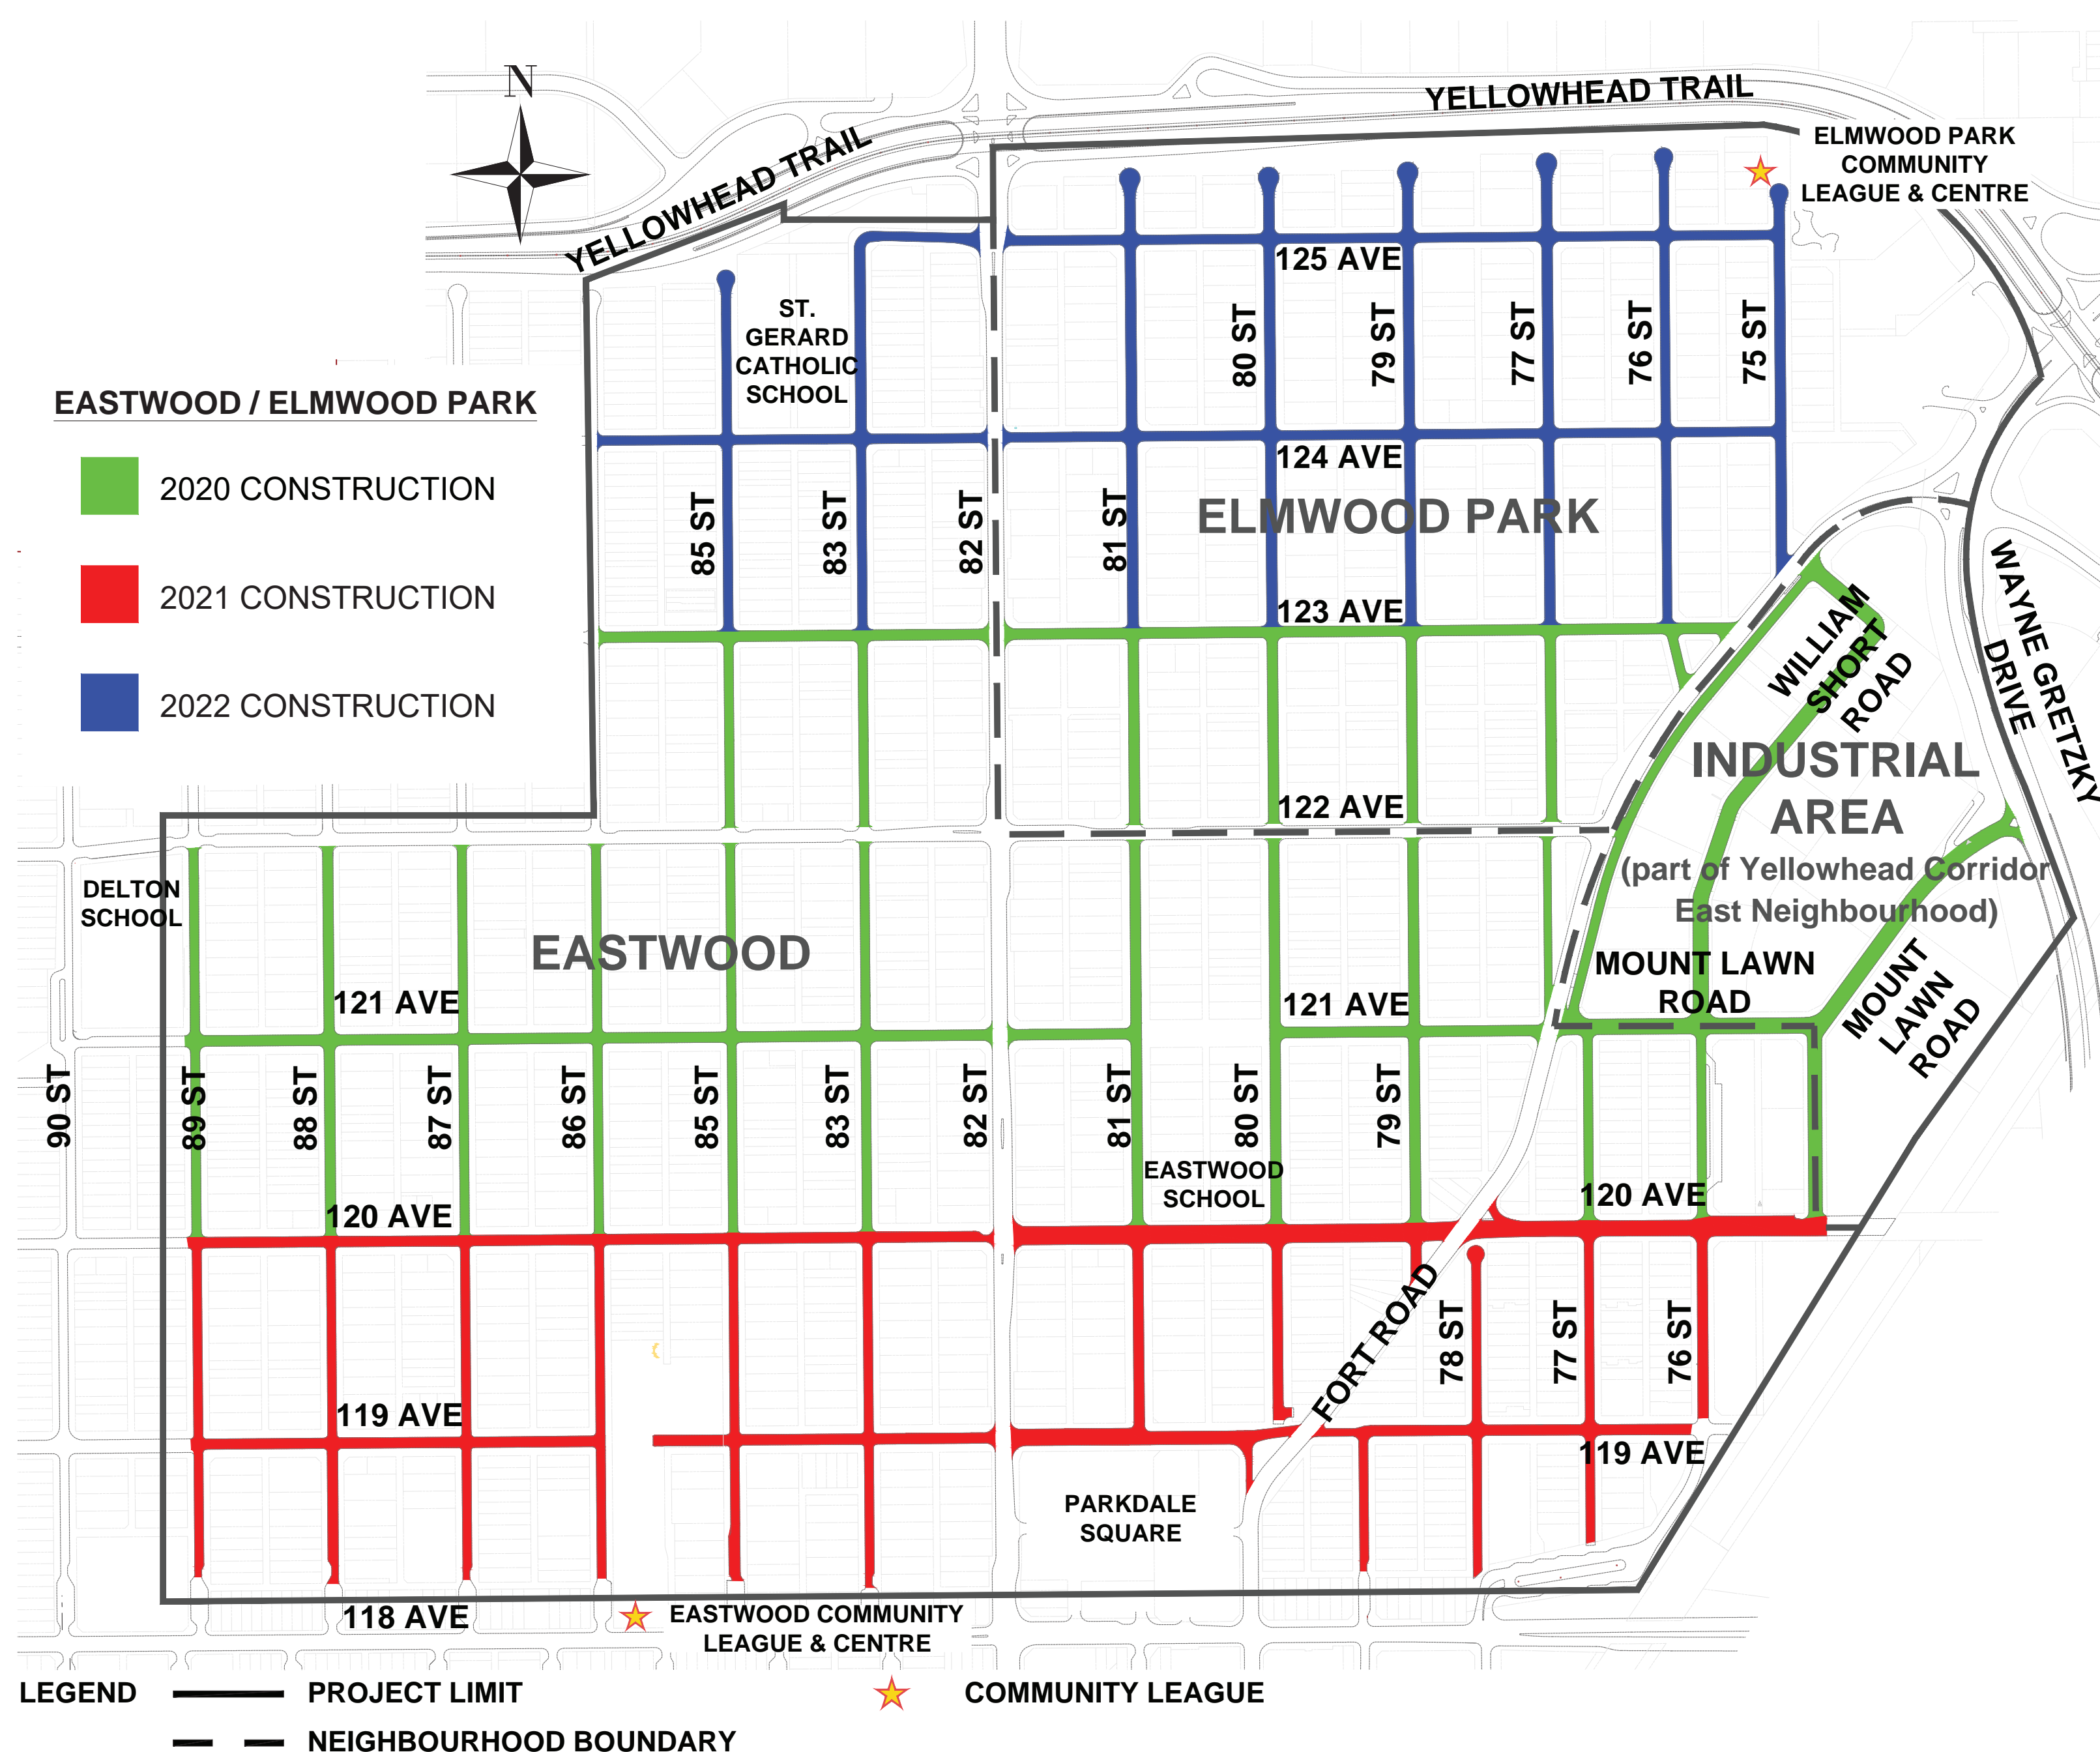 N
YELLOWHEAD TRAIL
YELLOWHEAD TRAIL
ELMWOOD PARK
COMMUNITY
LEAGUE & CENTRE
125 AVE
ST.
GERARD
CATHOLIC
SCHOOL
80 ST
79 ST
77 ST
76 ST
75 ST
EASTWOOD / ELMWOOD PARK
2020 CONSTRUCTION
2021 CONSTRUCTION
2022 CONSTRUCTION
124 AVE
85 ST
83 ST
82 ST
81 ST
ELMWOOD PARK
123 AVE
WILLIAM
SHORT
ROAD
WAYNE GRETZKY
DRIVE
INDUSTRIAL
AREA
(part of Yellowhead Corridor
East Neighbourhood)
122 AVE
DELTON
SCHOOL
EASTWOOD
121 AVE
121 AVE
MOUNT LAWN
ROAD
MOUNT
LAWN
ROAD
90 ST
89 ST
88 ST
87 ST
86 ST
85 ST
83 ST
82 ST
81 ST
80 ST
79 ST
EASTWOOD
SCHOOL
120 AVE
120 AVE
FORT ROAD
78 ST
77 ST
76 ST
119 AVE
119 AVE
PARKDALE
SQUARE
118 AVE
EASTWOOD COMMUNITY
LEAGUE & CENTRE
LEGEND
PROJECT LIMIT
COMMUNITY LEAGUE
NEIGHBOURHOOD BOUNDARY